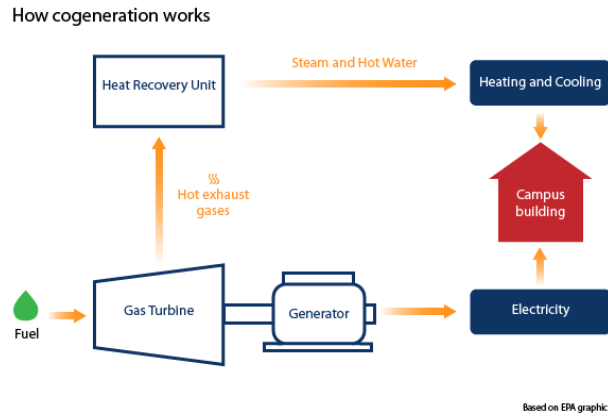 How cogeneration works
Steam and Hot Water
Heat Recovery Unit
Heating and Cooling
Hot exhaust
gases
Campus
building
Gas Turbine
Generator
Electricity
Fuel
Based on EPA graphic